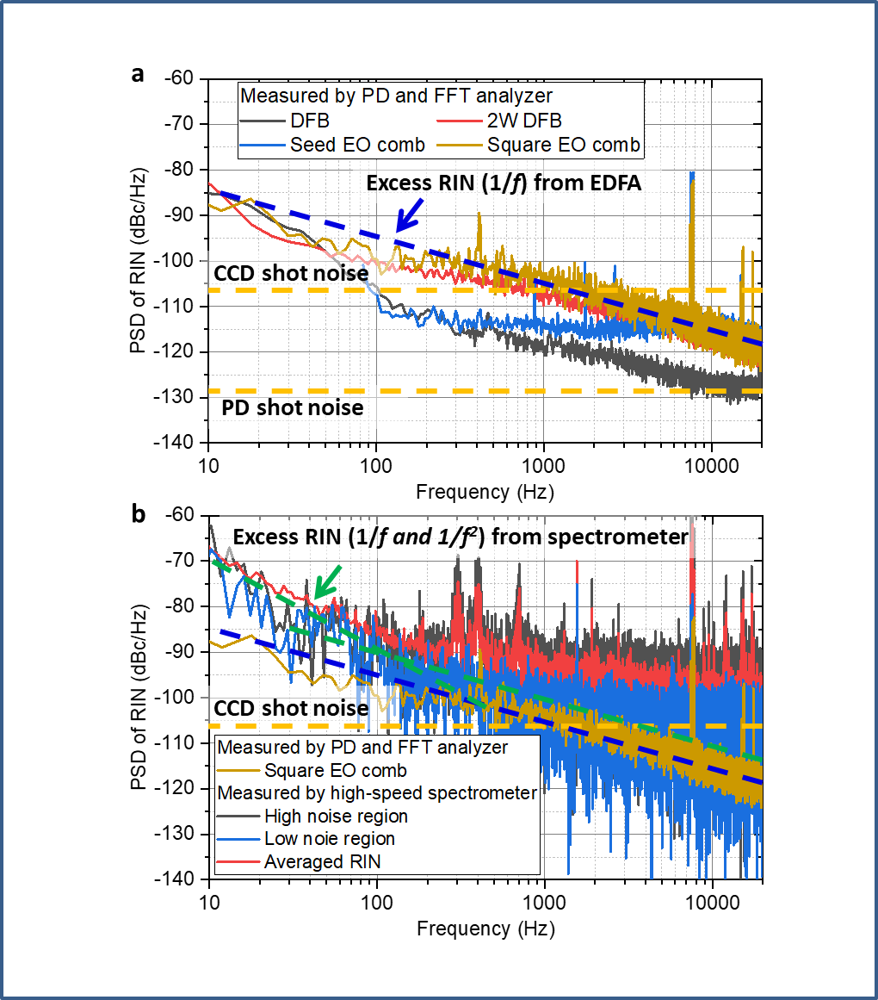 a
-60
-70
-80
-90
-100
-110
-120
-130
-140
PSD of RIN (dBc/Hz)
Measured by PD and FFT analyzer
DFB
2W DFB
Seed EO comb
Square EO comb
Excess RIN (1/f) from EDFA
CCD shot noise
PD shot noise
10
100
1000
10000
Frequency (Hz)
b
-60
-70
-80
-90
-100
-110
-120
-130
-140
PSD of RIN (dBc/Hz)
Excess RIN (1/f and 1/f²) from spectrometer
CCD shot noise
Measured by PD and FFT analyzer
Square EO comb
Measured by high-speed spectrometer
High noise region
Low noie region
Averaged RIN
10
100
1000
10000
Frequency (Hz)